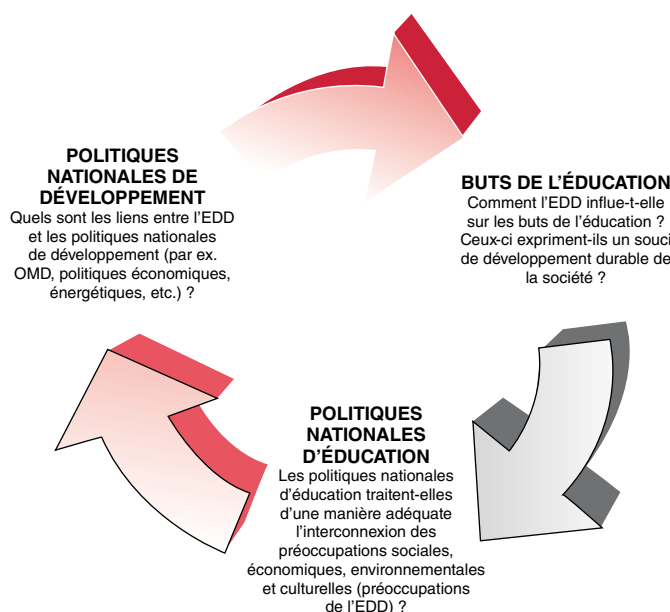 POLITIQUES
NATIONALES DE
DÉVELOPPEMENT
Quels sont les liens entre l'EDD
et les politiques nationales
de développement (par ex.
OMD, politiques économiques,
énergétiques, etc.) ?
BUTS DE L'ÉDUCATION
Comment l'EDD influe-t-elle
sur les buts de l'éducation ?
Ceux-ci expriment-ils un souci
de développement durable de
la société ?
POLITIQUES
NATIONALES
D'ÉDUCATION
Les politiques nationales
d'éducation traitent-elles
d'une manière adéquate
l'interconnexion des
préoccupations sociales,
économiques, environnementales
et culturelles (préoccupations
de l'EDD) ?